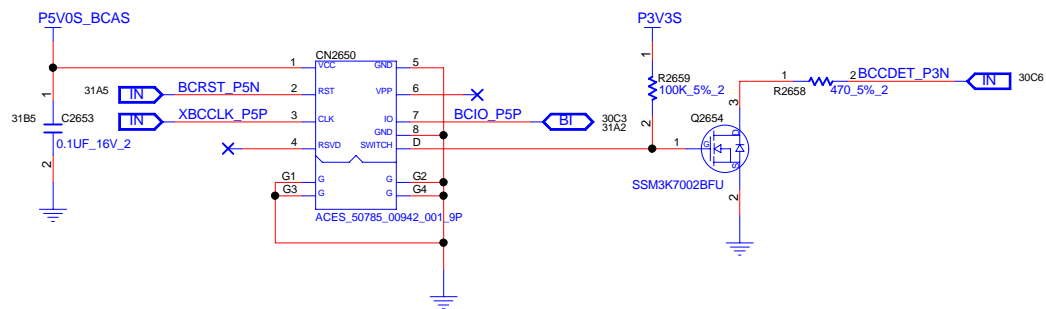 P5V0S_BCAS
P3V3S
CN2650
1 VCC GND 5
31A5 IN BCRST_P5N 2 RST VPP 6
IN XBCCLK_P5P 3 CLK IO 7 BCIO_P5P BI 30C3
31A2
GND 8
4 RSVD SWITCH D
G1 G G G2
G3 G G G4
ACES_50785_00942_001_9P
31B5 1 C2653
0.1UF_16V_2
2
1
R2659
100K_5%_2
2
1 2 BCCDET_P3N IN 30C6
R2658 470_5%_2
3
Q2654
D
1 G
S
SSM3K7002BFU
2